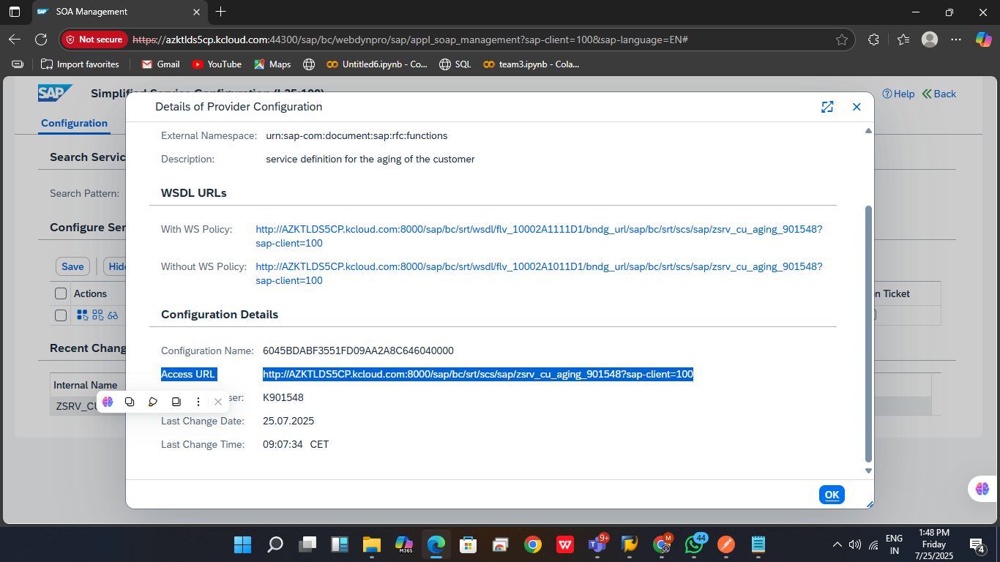 SOA Management
Not secure
https://azktlds5cp.kcloud.com:44300/sap/bc/webdynpro/sap/appl_soap_management?sap-client=100&sap-language=EN#
Import favorites
Gmail
YouTube
Maps
Untitled6.ipynb - Co...
SQL
team3.ipynb - Cola...
SAP
Help
Back
Configuration
Search Servic
Search Pattern:
Configure Ser
Save
Hide
Actions
n Ticket
Recent Chang
Internal Name
ZSRV_CU
Details of Provider Configuration
External Namespace: urn:sap-com:document:sap:rfc:functions
Description: service definition for the aging of the customer
WSDL URLs
With WS Policy: http://AZKTLDS5CP.kcloud.com:8000/sap/bc/srt/wsdl/flv_10002A1111D1/bndg_url/sap/bc/srt/scs/sap/zsrv_cu_aging_901548?
sap-client=100
Without WS Policy: http://AZKTLDS5CP.kcloud.com:8000/sap/bc/srt/wsdl/flv_10002A1011D1/bndg_url/sap/bc/srt/scs/sap/zsrv_cu_aging_901548?
sap-client=100
Configuration Details
Configuration Name: 6045BDABF3551FD09AA2A8C646040000
Access URL http://AZKTLDS5CP.kcloud.com:8000/sap/bc/srt/scs/sap/zsrv_cu_aging_901548?sap-client=100
ser: K901548
Last Change Date: 25.07.2025
Last Change Time: 09:07:34 CET
OK
M365
9+
M
44
ENG
IN
1:48 PM
Friday
7/25/2025
4